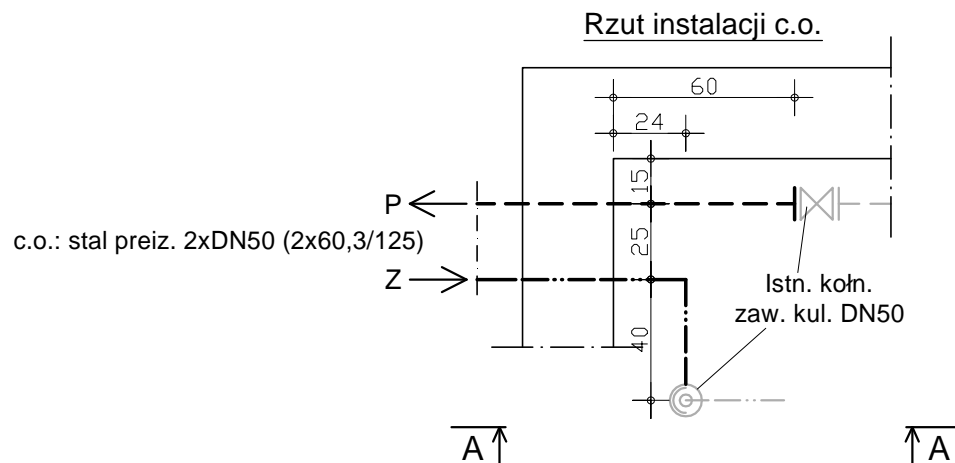 Rzut instalacji c.o.
60
24
15
P
c.o.: stal preiz. 2xDN50 (2x60,3/125)
25
Z
Istn. kołn.
zaw. kul. DN50
40
A A